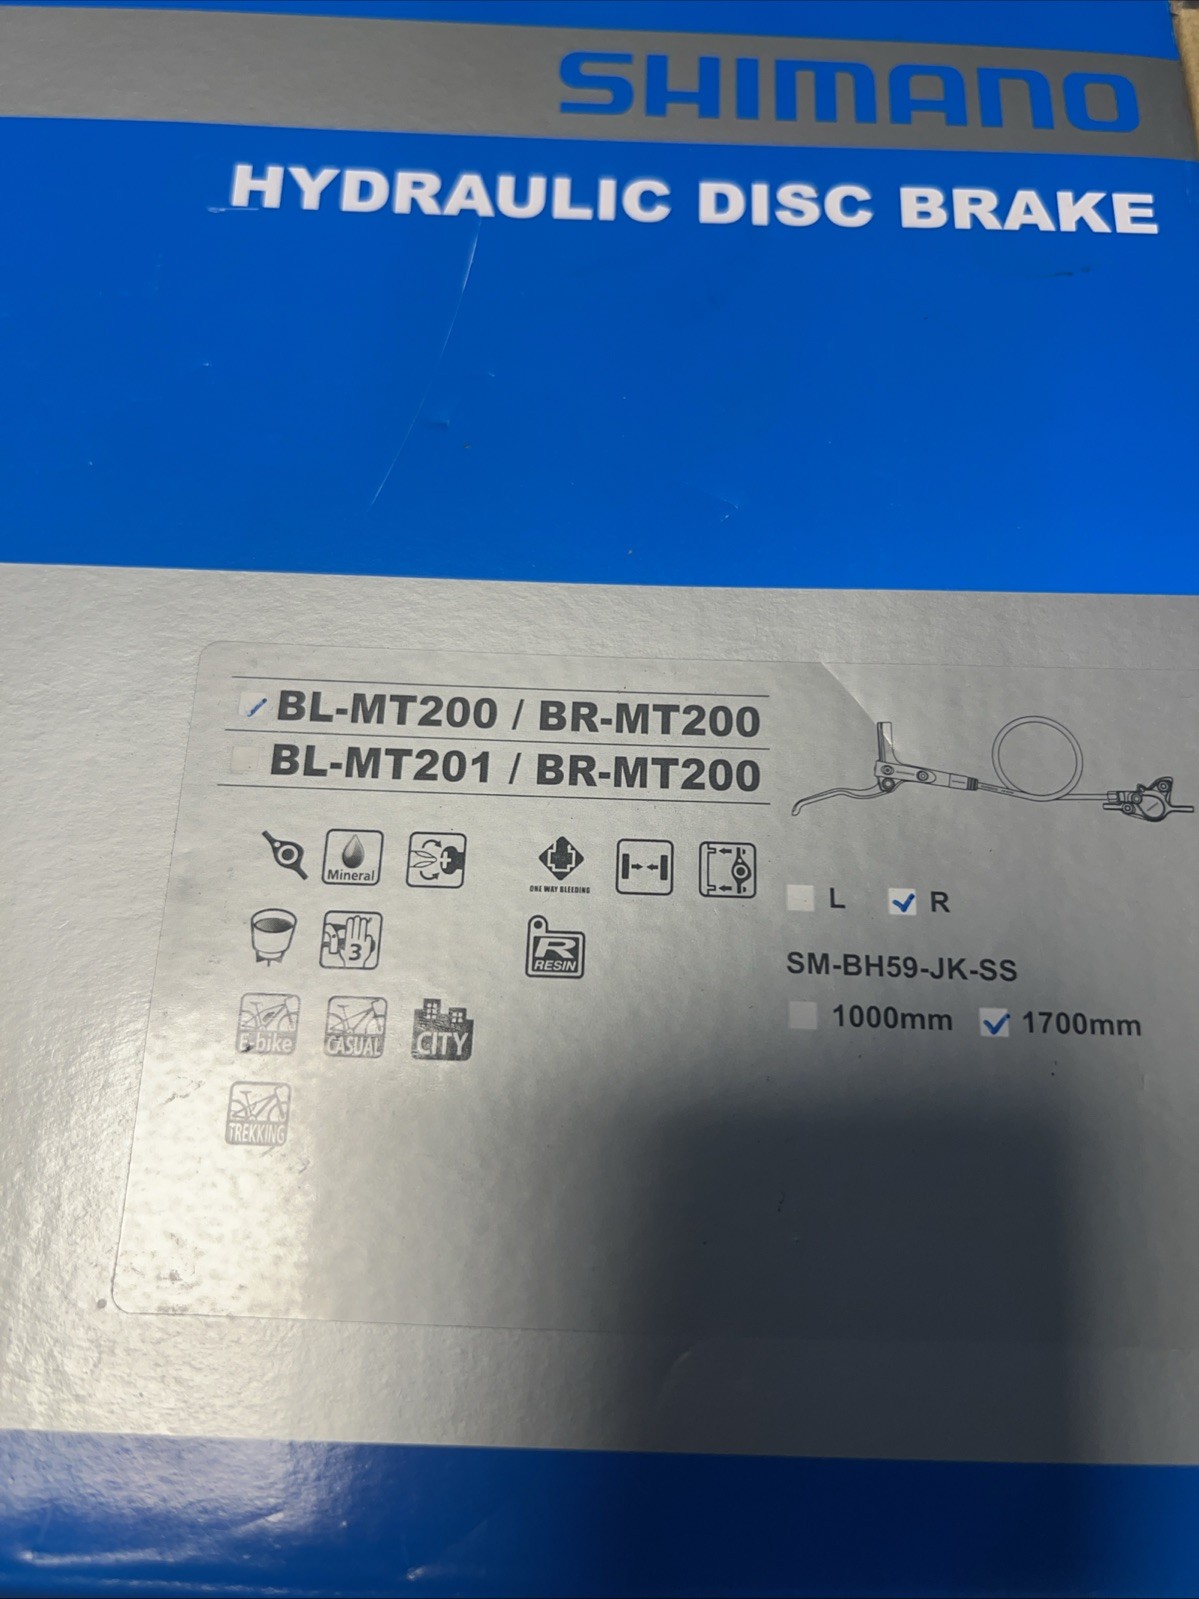 SHIMANO
HYDRAULIC DISC BRAKE
BL-MT200 / BR-MT200
BL-MT201 / BR-MT200
Mineral
ONE WAY BLEEDING
L R
3
R
RESIN
SM-BH59-JK-SS
1000mm 1700mm
E-bike CASUAL CITY
TREKKING